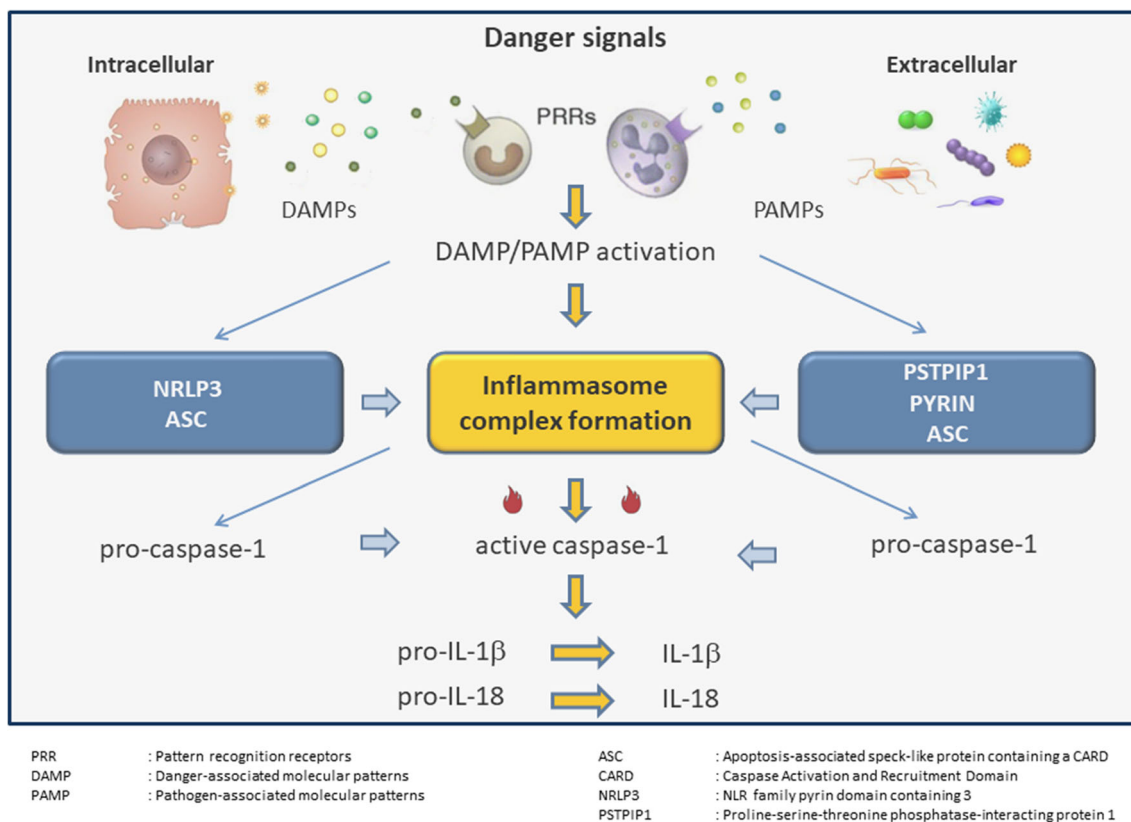 Danger signals
Intracellular
Extracellular
PRRs
DAMPs
PAMPs
DAMP/PAMP activation
NRLP3
ASC
Inflammasome
complex formation
PSTPIP1
PYRIN
ASC
pro-caspase-1
active caspase-1
pro-caspase-1
pro-IL-1β
IL-1β
pro-IL-18
IL-18
PRR : Pattern recognition receptors
DAMP : Danger-associated molecular patterns
PAMP : Pathogen-associated molecular patterns
ASC : Apoptosis-associated speck-like protein containing a CARD
CARD : Caspase Activation and Recruitment Domain
NRLP3 : NLR family pyrin domain containing 3
PSTPIP1 : Proline-serine-threonine phosphatase-interacting protein 1